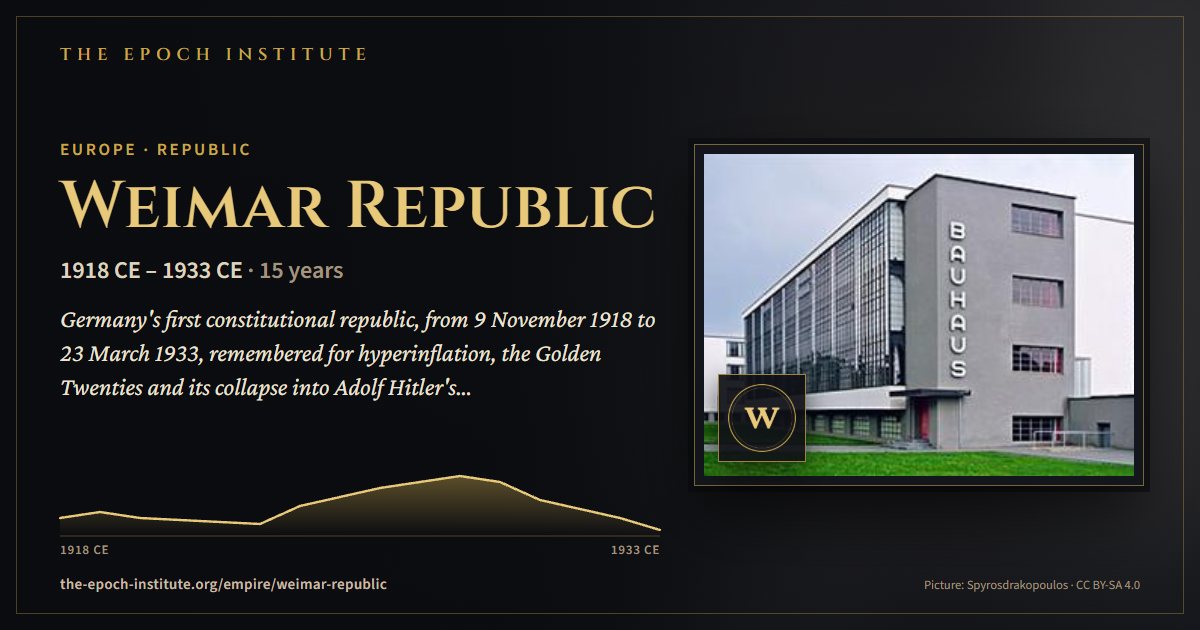 THE EPOCH INSTITUTE
EUROPE · REPUBLIC
WEIMAR REPUBLIC
1918 CE – 1933 CE · 15 years
Germany's first constitutional republic, from 9 November 1918 to
23 March 1933, remembered for hyperinflation, the Golden
Twenties and its collapse into Adolf Hitler's...
BAUHAUS
W
1918 CE
1933 CE
the-epoch-institute.org/empire/weimar-republic
Picture: Spyrosdrakopoulos · CC BY-SA 4.0